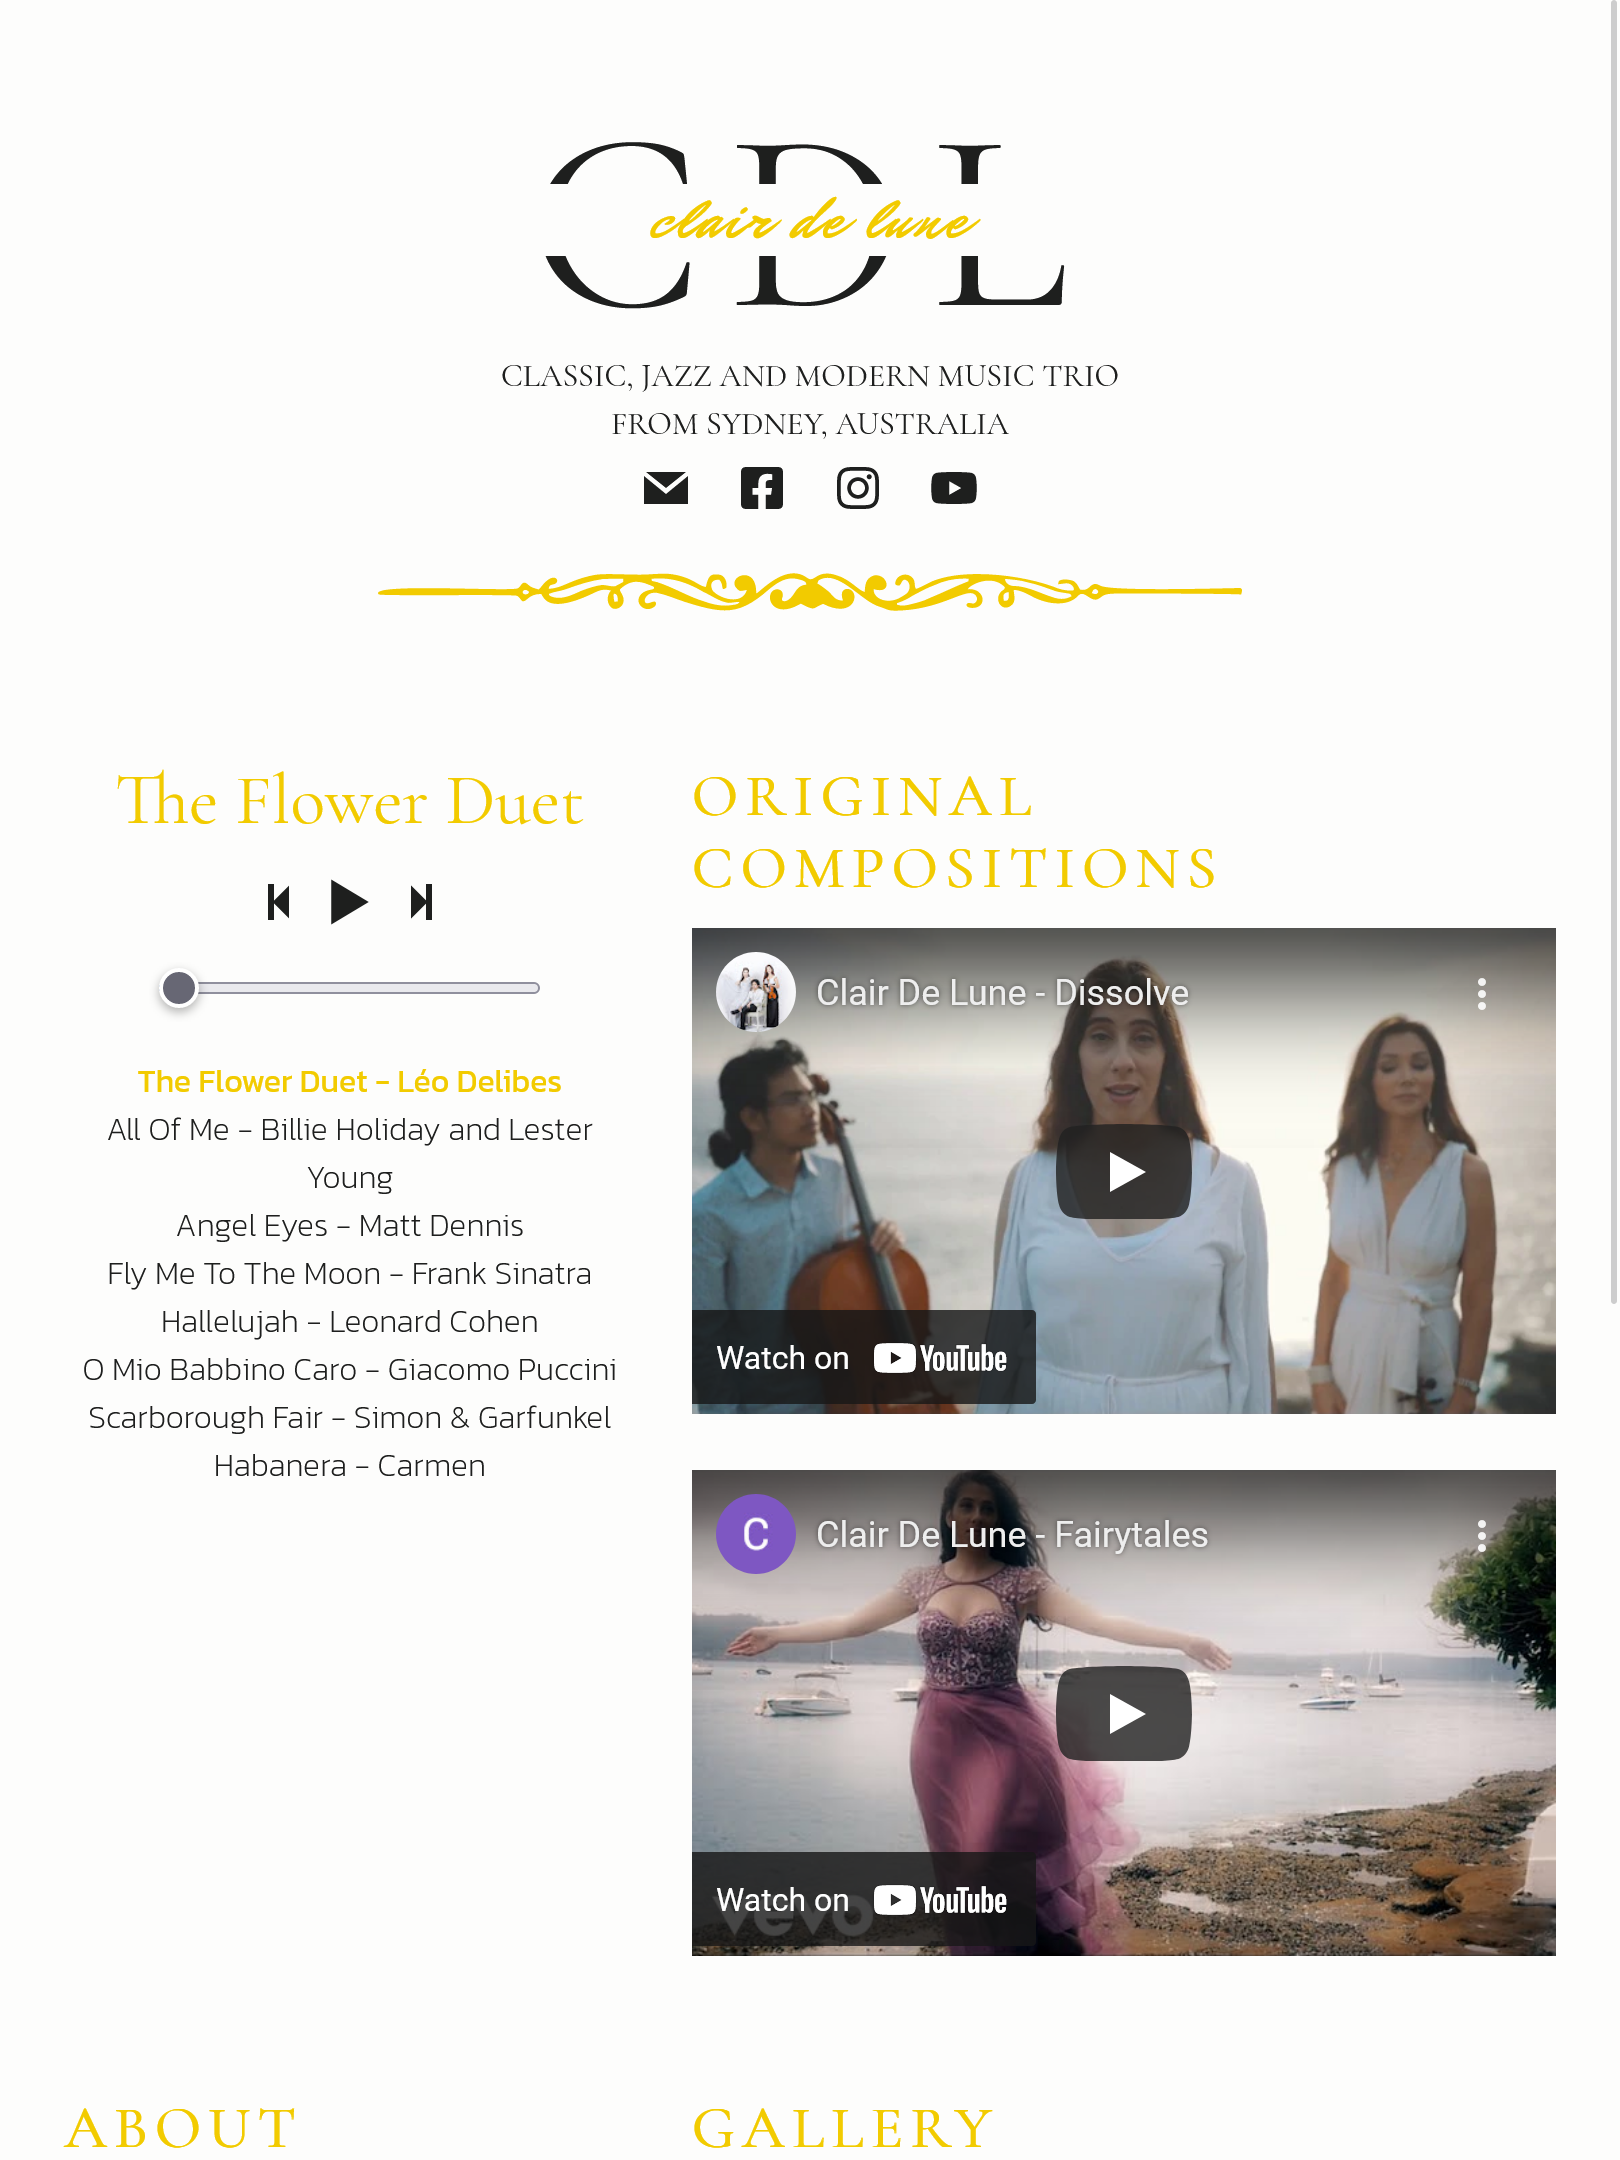 CDL
clair de lune
CLASSIC, JAZZ AND MODERN MUSIC TRIO
FROM SYDNEY, AUSTRALIA
The Flower Duet
The Flower Duet - Léo Delibes
All Of Me - Billie Holiday and Lester
Young
Angel Eyes - Matt Dennis
Fly Me To The Moon - Frank Sinatra
Hallelujah - Leonard Cohen
O Mio Babbino Caro - Giacomo Puccini
Scarborough Fair - Simon & Garfunkel
Habanera - Carmen
ORIGINAL
COMPOSITIONS
Clair De Lune - Dissolve
Watch on YouTube
C
Clair De Lune - Fairytales
Watch on YouTube
vevo
ABOUT
GALLERY